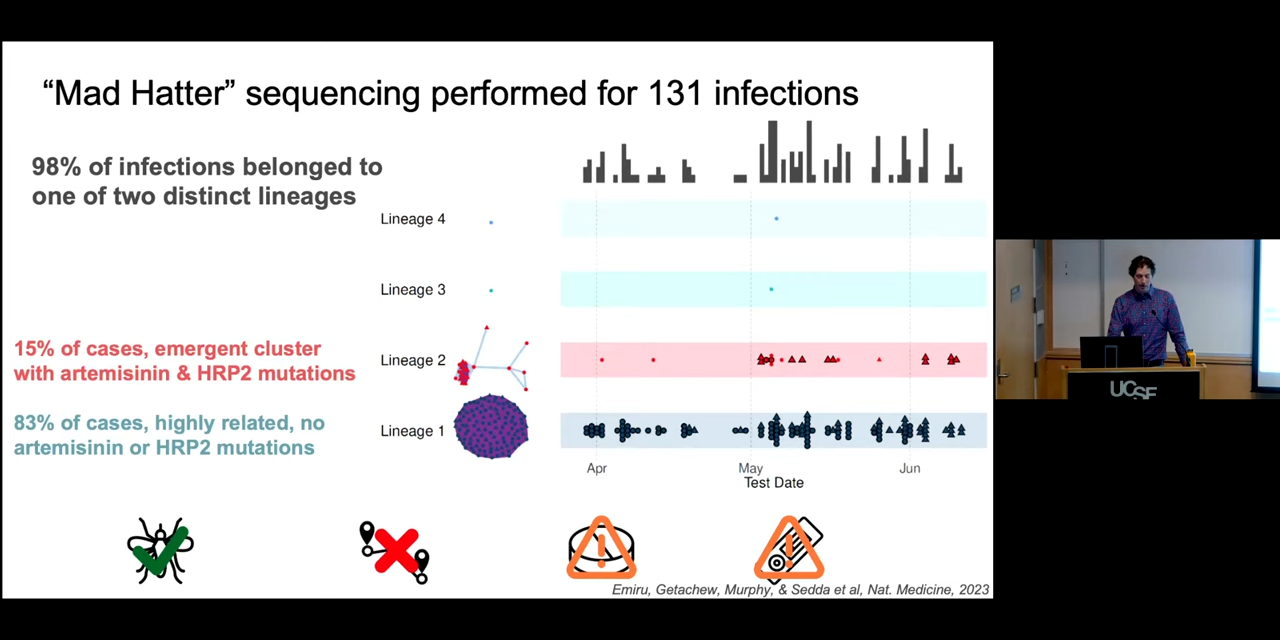 “Mad Hatter” sequencing performed for 131 infections
98% of infections belonged to
one of two distinct lineages
Lineage 4
Lineage 3
15% of cases, emergent cluster
with artemisinin & HRP2 mutations
Lineage 2
83% of cases, highly related, no
artemisinin or HRP2 mutations
Lineage 1
Apr
May
Jun
Test Date
Emiru, Getachew, Murphy, & Sedda et al, Nat. Medicine, 2023
UCSF